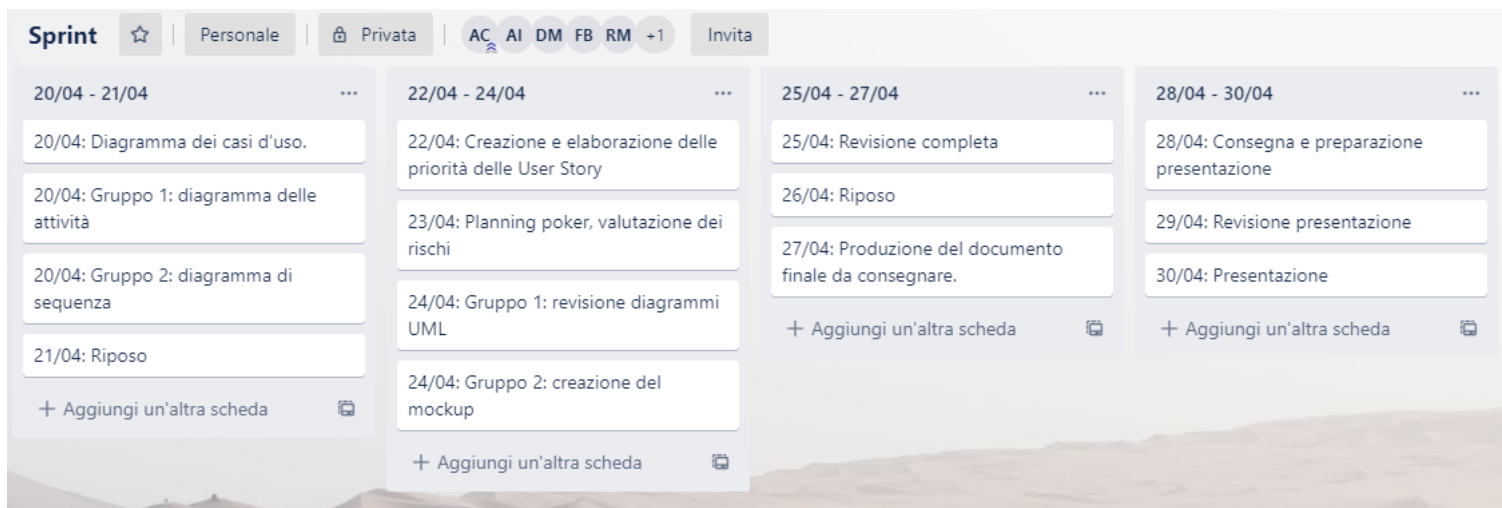 Sprint
Personale
Privata
AC AI DM FB RM +1
Invita
20/04 - 21/04
20/04: Diagramma dei casi d'uso.
20/04: Gruppo 1: diagramma delle
attività
20/04: Gruppo 2: diagramma di
sequenza
21/04: Riposo
+ Aggiungi un'altra scheda
22/04 - 24/04
22/04: Creazione e elaborazione delle
priorità delle User Story
23/04: Planning poker, valutazione dei
rischi
24/04: Gruppo 1: revisione diagrammi
UML
24/04: Gruppo 2: creazione del
mockup
+ Aggiungi un'altra scheda
25/04 - 27/04
25/04: Revisione completa
26/04: Riposo
27/04: Produzione del documento
finale da consegnare.
+ Aggiungi un'altra scheda
28/04 - 30/04
28/04: Consegna e preparazione
presentazione
29/04: Revisione presentazione
30/04: Presentazione
+ Aggiungi un'altra scheda